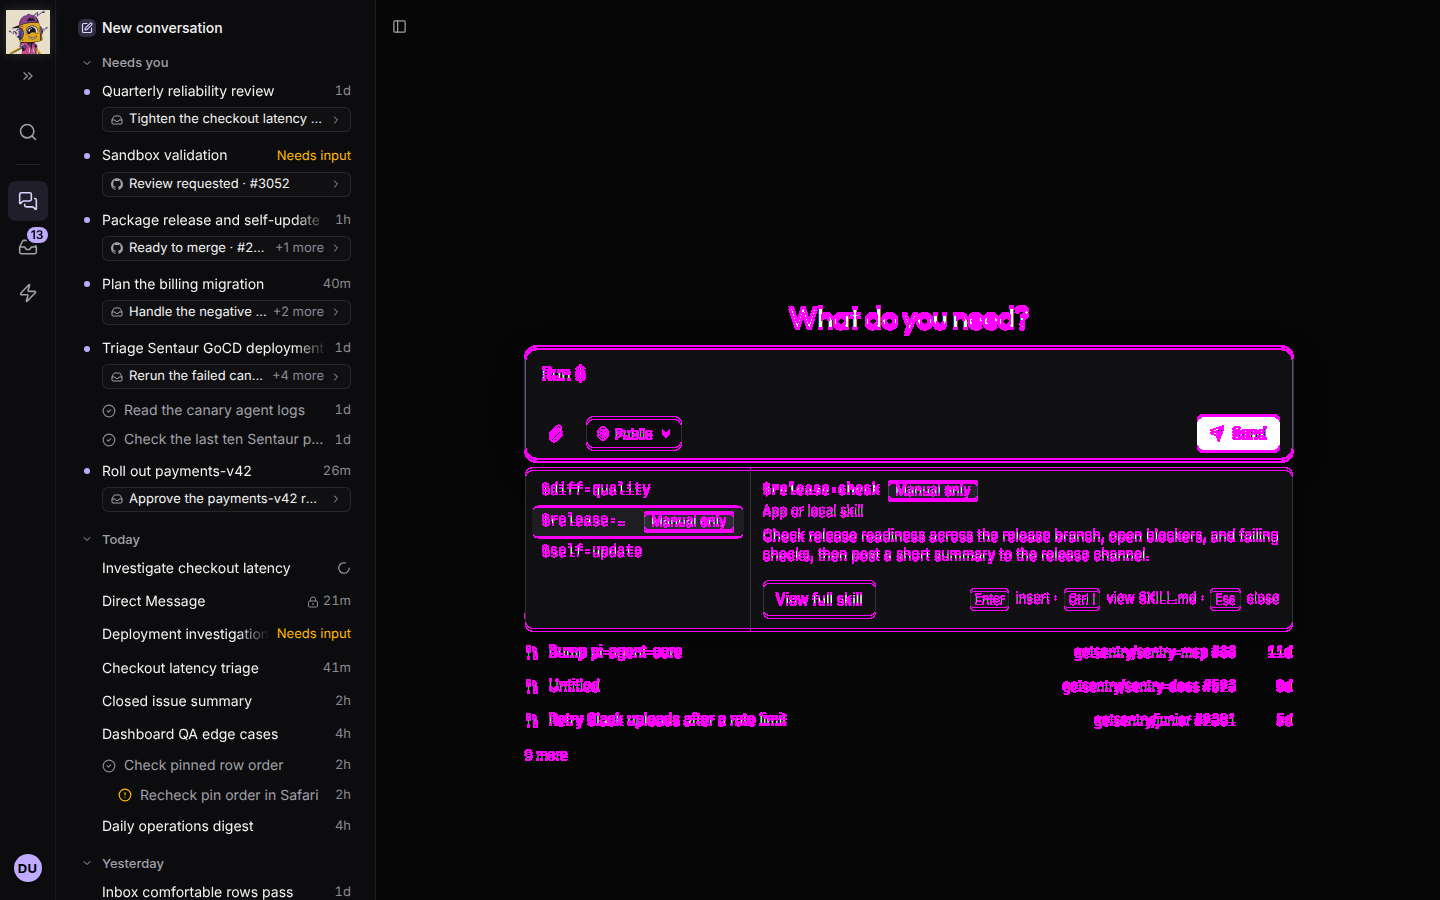 New conversation
Needs you
Quarterly reliability review 1d
Tighten the checkout latency ...
Sandbox validation Needs input
Review requested · #3052
Package release and self-update 1h
Ready to merge · #2... +1 more
13
Plan the billing migration 40m
Handle the negative ... +2 more
Triage Sentaur GoCD deployment 1d
Rerun the failed can... +4 more
Read the canary agent logs 1d
Check the last ten Sentaur p... 1d
Roll out payments-v42 26m
Approve the payments-v42 r...
Today
Investigate checkout latency
Direct Message 21m
Deployment investigation Needs input
Checkout latency triage 41m
Closed issue summary 2h
Dashboard QA edge cases 4h
Check pinned row order 2h
Recheck pin order in Safari 2h
Daily operations digest 4h
DU
Yesterday
Inbox comfortable rows pass 1d
What do you need?
Run $
Public
Send
$diff-quality
$release-… Manual only
$self-update
$release-check Manual only
App or local skill
Check release readiness across the release branch, open blockers, and failing
checks, then post a short summary to the release channel.
View full skill
Enter insert · Ctrl I view SKILL.md · Esc close
Bump pi-agent-core getsentry/sentry-mcp 11d
Untitled getsentry/sentry-docs
Retry Slack uploads after a rate limit getsentry/junior
9 more